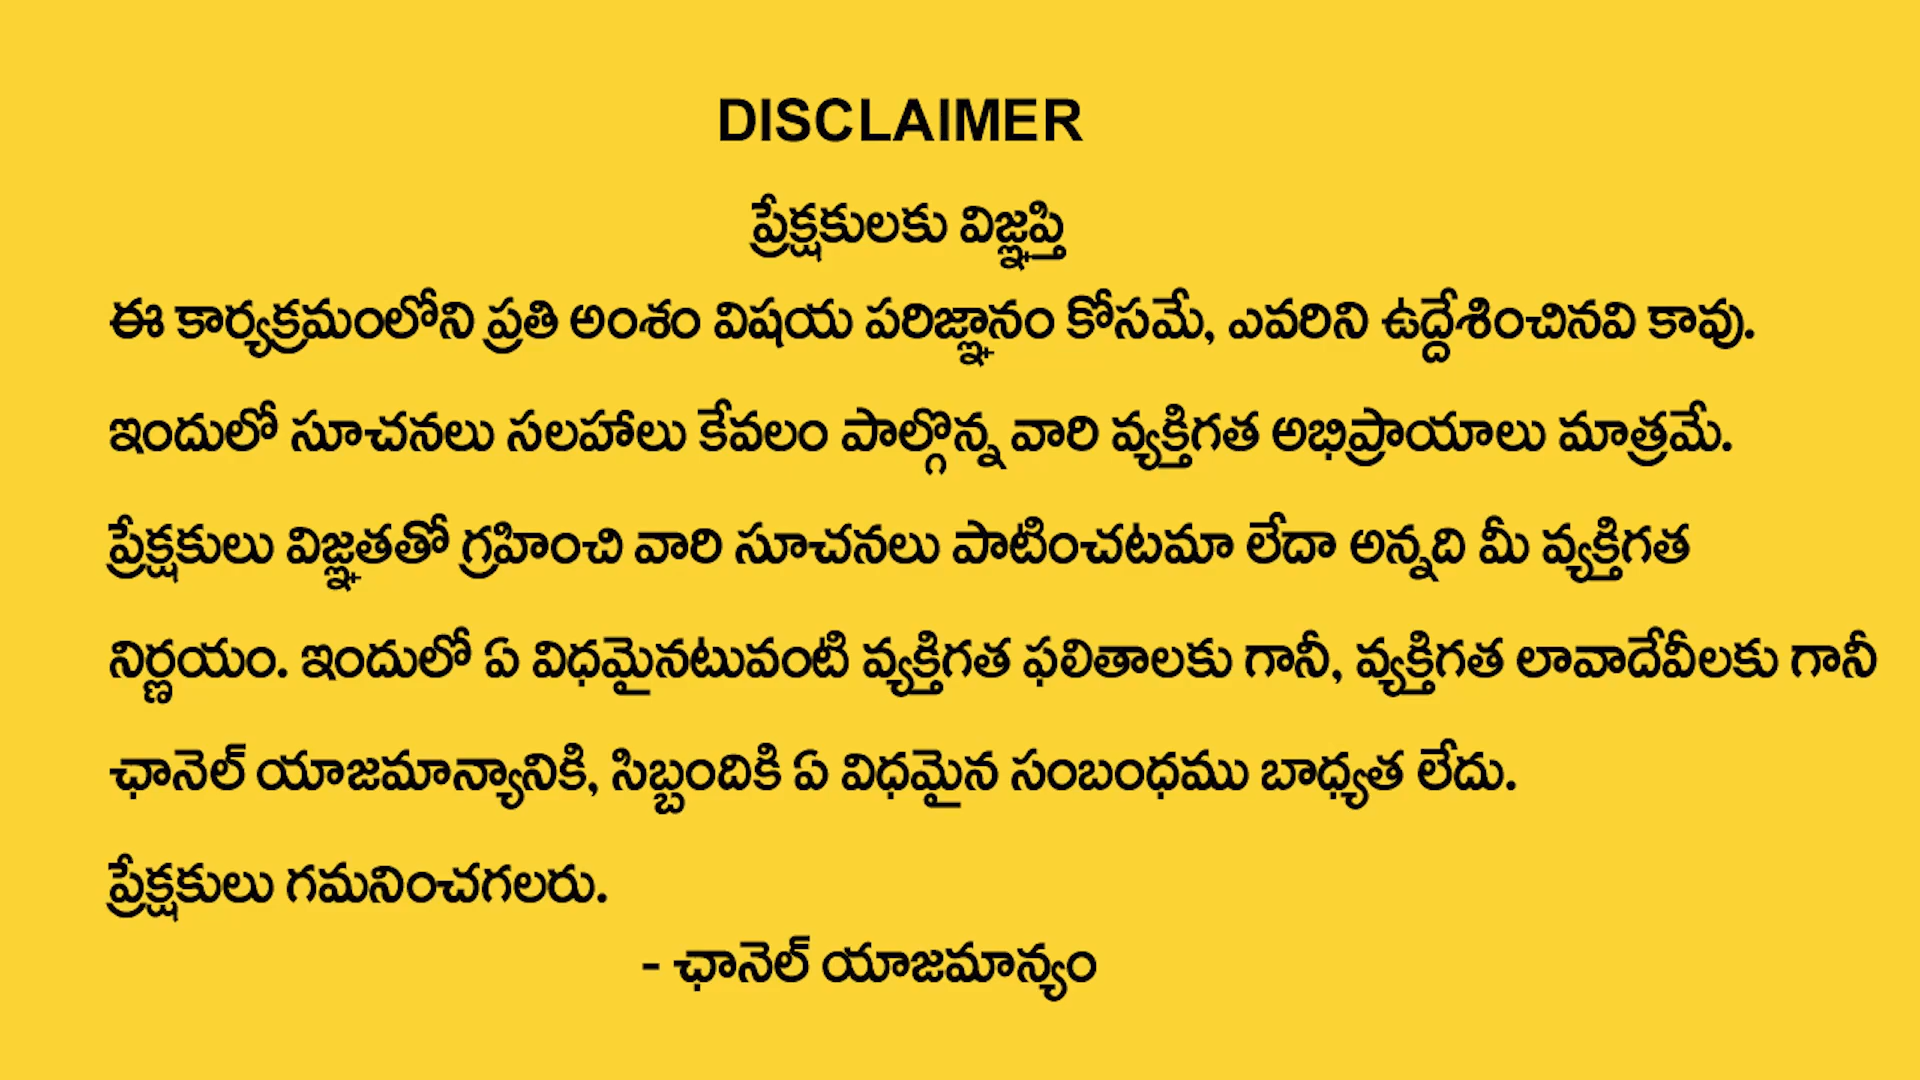 DISCLAIMER
ప్రేక్షకులకు విజ్ఞప్తి
ఈ కార్యక్రమంలోని ప్రతి అంశం విషయ పరిజ్ఞానం కోసమే, ఎవరిని ఉద్దేశించినవి కావు.
ఇందులో సూచనలు సలహాలు కేవలం పాల్గొన్న వారి వ్యక్తిగత అభిప్రాయాలు మాత్రమే.
ప్రేక్షకులు విజ్ఞతతో గ్రహించి వారి సూచనలు పాటించటమా లేదా అన్నది మీ వ్యక్తిగత
నిర్ణయం. ఇందులో ఏ విధమైనటువంటి వ్యక్తిగత ఫలితాలకు గానీ, వ్యక్తిగత లావాదేవీలకు గానీ
ఛానెల్ యాజమాన్యానికి, సిబ్బందికి ఏ విధమైన సంబంధము బాధ్యత లేదు.
ప్రేక్షకులు గమనించగలరు.
- ఛానెల్ యాజమాన్యం